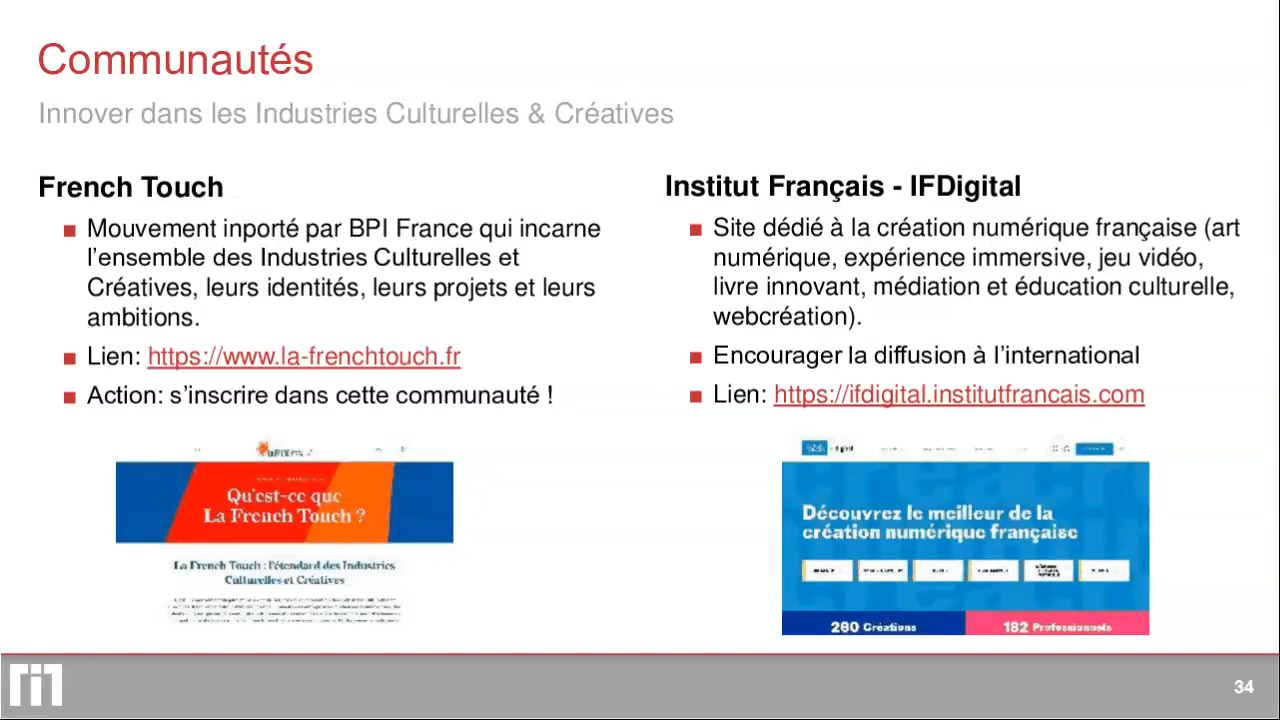 Communautés
Innover dans les Industries Culturelles & Créatives
French Touch
Mouvement inporté par BPI France qui incarne
l'ensemble des Industries Culturelles et
Créatives, leurs identités, leurs projets et leurs
ambitions.
Lien: https://www.la-frenchtouch.fr
Action: s'inscrire dans cette communauté !
Qu'est-ce que
La French Touch ?
La French Touch : l'étendard des Industries
Culturelles et Créatives
Institut Français - IFDigital
Site dédié à la création numérique française (art
numérique, expérience immersive, jeu vidéo,
livre innovant, médiation et éducation culturelle,
webcréation).
Encourager la diffusion à l'international
Lien: https://ifdigital.institutfrancais.com
digital
Découvrez le meilleur de la
création numérique française
280 Créations
182 Professionnels
34